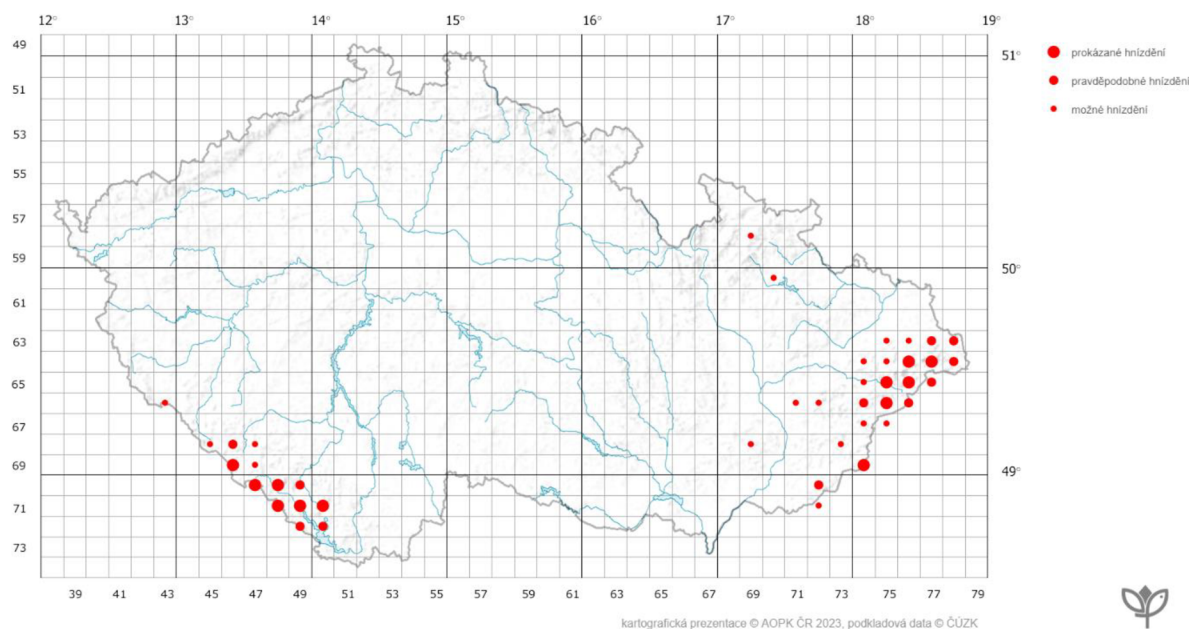 12° 13° 14° 15° 16° 17° 18° 19°
49
51°
prokázané hnízdění
pravděpodobné hnízdění
možné hnízdění
51
53
55
57
59
50°
61
63
65
67
69
49°
71
73
39 41 43 45 47 49 51 53 55 57 59 61 63 65 67 69 71 73 75 77 79
kartografická prezentace © AOPK ČR 2023, podkladová data © ČÚZK